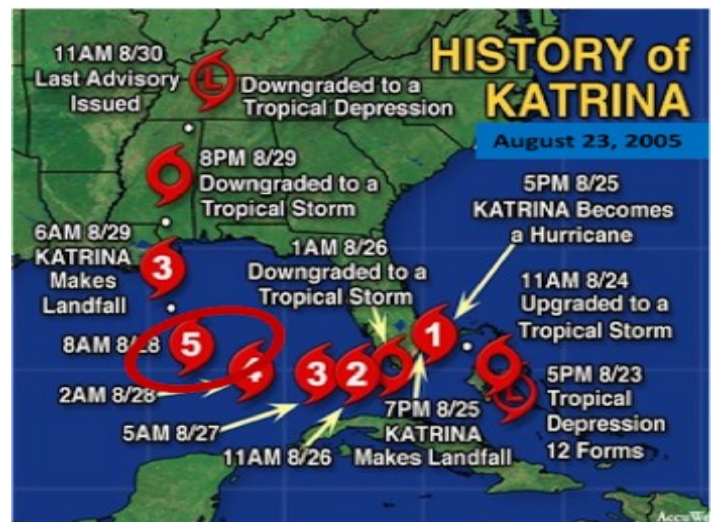 HISTORY of
KATRINA
August 23, 2005
11AM 8/30
Last Advisory
Issued
L
Downgraded to a
Tropical Depression
8PM 8/29
Downgraded to a
Tropical Storm
5PM 8/25
KATRINA Becomes
a Hurricane
6AM 8/29
KATRINA
Makes
Landfall
3
1AM 8/26
Downgraded to a
Tropical Storm
11AM 8/24
Upgraded to a
Tropical Storm
1
8AM 8/28
5
2AM 8/28
4
3
2
L
5PM 8/23
Tropical
Depression
12 Forms
5AM 8/27
11AM 8/26
7PM 8/25
KATRINA
Makes Landfall
AccuWe